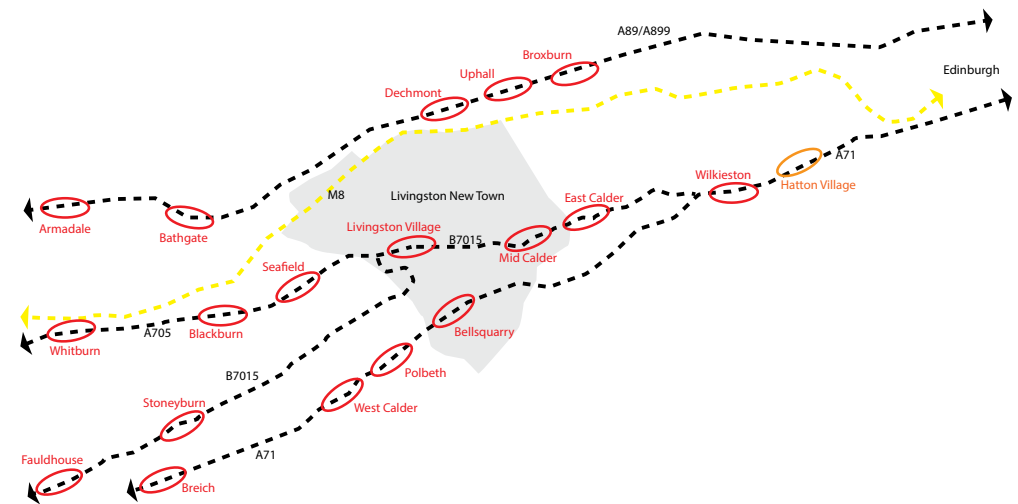 A89/A899
Broxburn
Edinburgh
Uphall
Dechmont
A71
Wilkieston
Hatton Village
M8
Livingston New Town
East Calder
Armadale
Bathgate
Livingston Village
B7015
Mid Calder
Seafield
Whitburn
A705
Blackburn
Bellsquarry
B7015
Polbeth
Stoneyburn
West Calder
A71
Fauldhouse
Breich